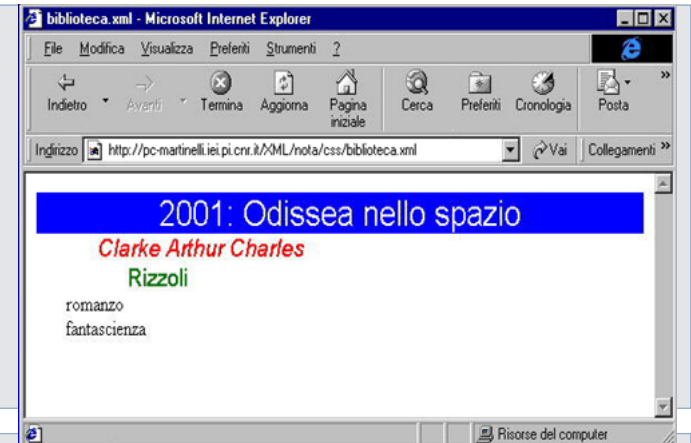 biblioteca.xml - Microsoft Internet Explorer
File Modifica Visualizza Preferiti Strumenti ?
Indietro Avanti Termina Aggiorna Pagina iniziale Cerca Preferiti Cronologia Posta »
Indirizzo http://pc-martinelli.iei.pi.cnr.it/XML/nota/css/biblioteca.xml Vai Collegamenti »
2001: Odissea nello spazio
Clarke Arthur Charles
Rizzoli
romanzo
fantascienza
Risorse del computer